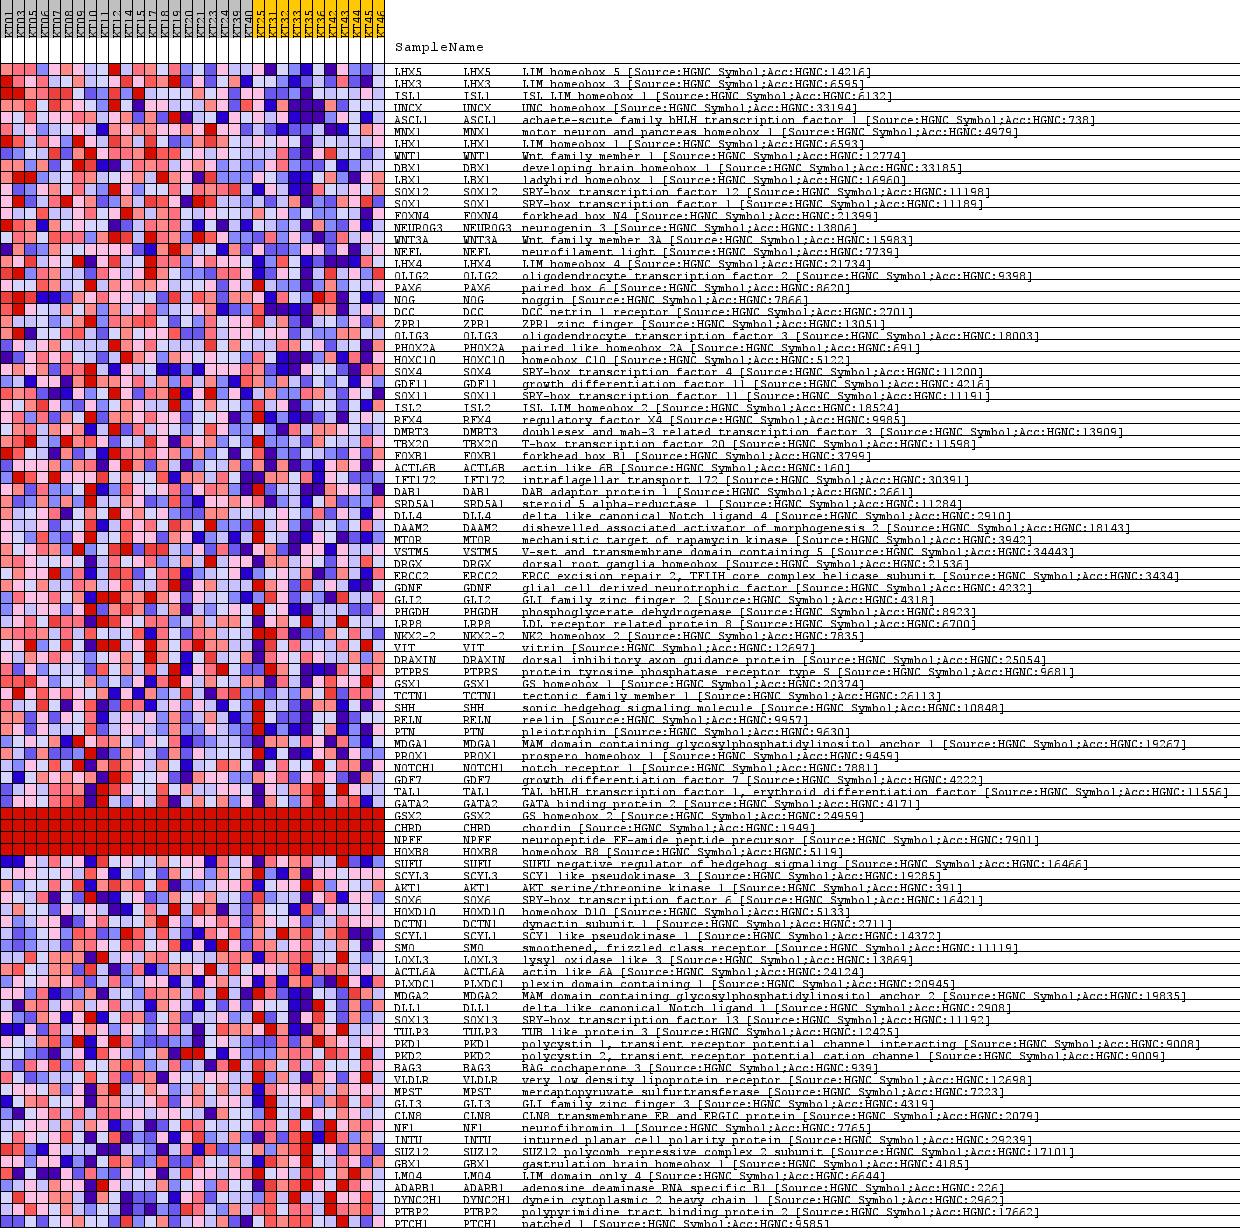 KT01 KT03 KT05 KT06 KT07 KT08 KT09 KT10 KT11 KT12 KT14 KT15 KT17 KT18 KT19 KT20 KT21 KT23 KT24 KT39 KT40 KT25 KT31 KT32 KT33 KT35 KT36 KT42 KT43 KT44 KT45 KT46
SampleName
LHX5 LHX5 LIM homeobox 5 [Source:HGNC Symbol;Acc:HGNC:14216]
LHX3 LHX3 LIM homeobox 3 [Source:HGNC Symbol;Acc:HGNC:6595]
ISL1 ISL1 ISL LIM homeobox 1 [Source:HGNC Symbol;Acc:HGNC:6132]
UNCX UNCX UNC homeobox [Source:HGNC Symbol;Acc:HGNC:33194]
ASCL1 ASCL1 achaete-scute family bHLH transcription factor 1 [Source:HGNC Symbol;Acc:HGNC:738]
MNX1 MNX1 motor neuron and pancreas homeobox 1 [Source:HGNC Symbol;Acc:HGNC:4979]
LHX1 LHX1 LIM homeobox 1 [Source:HGNC Symbol;Acc:HGNC:6593]
WNT1 WNT1 Wnt family member 1 [Source:HGNC Symbol;Acc:HGNC:12774]
DBX1 DBX1 developing brain homeobox 1 [Source:HGNC Symbol;Acc:HGNC:33185]
LBX1 LBX1 ladybird homeobox 1 [Source:HGNC Symbol;Acc:HGNC:16960]
SOX12 SOX12 SRY-box transcription factor 12 [Source:HGNC Symbol;Acc:HGNC:11198]
SOX1 SOX1 SRY-box transcription factor 1 [Source:HGNC Symbol;Acc:HGNC:11189]
FOXN4 FOXN4 forkhead box N4 [Source:HGNC Symbol;Acc:HGNC:21399]
NEUROG3 NEUROG3 neurogenin 3 [Source:HGNC Symbol;Acc:HGNC:13806]
WNT3A WNT3A Wnt family member 3A [Source:HGNC Symbol;Acc:HGNC:15983]
NEFL NEFL neurofilament light [Source:HGNC Symbol;Acc:HGNC:7739]
LHX4 LHX4 LIM homeobox 4 [Source:HGNC Symbol;Acc:HGNC:21734]
OLIG2 OLIG2 oligodendrocyte transcription factor 2 [Source:HGNC Symbol;Acc:HGNC:9398]
PAX6 PAX6 paired box 6 [Source:HGNC Symbol;Acc:HGNC:8620]
NOG NOG noggin [Source:HGNC Symbol;Acc:HGNC:7866]
DCC DCC DCC netrin 1 receptor [Source:HGNC Symbol;Acc:HGNC:2701]
ZPR1 ZPR1 ZPR1 zinc finger [Source:HGNC Symbol;Acc:HGNC:13051]
OLIG3 OLIG3 oligodendrocyte transcription factor 3 [Source:HGNC Symbol;Acc:HGNC:18003]
PHOX2A PHOX2A paired like homeobox 2A [Source:HGNC Symbol;Acc:HGNC:691]
HOXC10 HOXC10 homeobox C10 [Source:HGNC Symbol;Acc:HGNC:5122]
SOX4 SOX4 SRY-box transcription factor 4 [Source:HGNC Symbol;Acc:HGNC:11200]
GDF11 GDF11 growth differentiation factor 11 [Source:HGNC Symbol;Acc:HGNC:4216]
SOX11 SOX11 SRY-box transcription factor 11 [Source:HGNC Symbol;Acc:HGNC:11191]
ISL2 ISL2 ISL LIM homeobox 2 [Source:HGNC Symbol;Acc:HGNC:18524]
RFX4 RFX4 regulatory factor X4 [Source:HGNC Symbol;Acc:HGNC:9985]
DMRT3 DMRT3 doublesex and mab-3 related transcription factor 3 [Source:HGNC Symbol;Acc:HGNC:13909]
TBX20 TBX20 T-box transcription factor 20 [Source:HGNC Symbol;Acc:HGNC:11598]
FOXB1 FOXB1 forkhead box B1 [Source:HGNC Symbol;Acc:HGNC:3799]
ACTL6B ACTL6B actin like 6B [Source:HGNC Symbol;Acc:HGNC:160]
IFT172 IFT172 intraflagellar transport 172 [Source:HGNC Symbol;Acc:HGNC:30391]
DAB1 DAB1 DAB adaptor protein 1 [Source:HGNC Symbol;Acc:HGNC:2661]
SRD5A1 SRD5A1 steroid 5 alpha-reductase 1 [Source:HGNC Symbol;Acc:HGNC:11284]
DLL4 DLL4 delta like canonical Notch ligand 4 [Source:HGNC Symbol;Acc:HGNC:2910]
DAAM2 DAAM2 dishevelled associated activator of morphogenesis 2 [Source:HGNC Symbol;Acc:HGNC:18143]
MTOR MTOR mechanistic target of rapamycin kinase [Source:HGNC Symbol;Acc:HGNC:3942]
VSTM5 VSTM5 V-set and transmembrane domain containing 5 [Source:HGNC Symbol;Acc:HGNC:34443]
DRGX DRGX dorsal root ganglia homeobox [Source:HGNC Symbol;Acc:HGNC:21536]
ERCC2 ERCC2 ERCC excision repair 2, TFIIH core complex helicase subunit [Source:HGNC Symbol;Acc:HGNC:3434]
GDNF GDNF glial cell derived neurotrophic factor [Source:HGNC Symbol;Acc:HGNC:4232]
GLI2 GLI2 GLI family zinc finger 2 [Source:HGNC Symbol;Acc:HGNC:4318]
PHGDH PHGDH phosphoglycerate dehydrogenase [Source:HGNC Symbol;Acc:HGNC:8923]
LRP8 LRP8 LDL receptor related protein 8 [Source:HGNC Symbol;Acc:HGNC:6700]
NKX2-2 NKX2-2 NK2 homeobox 2 [Source:HGNC Symbol;Acc:HGNC:7835]
VIT VIT vitrin [Source:HGNC Symbol;Acc:HGNC:12697]
DRAXIN DRAXIN dorsal inhibitory axon guidance protein [Source:HGNC Symbol;Acc:HGNC:25054]
PTPRS PTPRS protein tyrosine phosphatase receptor type S [Source:HGNC Symbol;Acc:HGNC:9681]
GSX1 GSX1 GS homeobox 1 [Source:HGNC Symbol;Acc:HGNC:20374]
TCTN1 TCTN1 tectonic family member 1 [Source:HGNC Symbol;Acc:HGNC:26113]
SHH SHH sonic hedgehog signaling molecule [Source:HGNC Symbol;Acc:HGNC:10848]
RELN RELN reelin [Source:HGNC Symbol;Acc:HGNC:9957]
PTN PTN pleiotrophin [Source:HGNC Symbol;Acc:HGNC:9630]
MDGA1 MDGA1 MAM domain containing glycosylphosphatidylinositol anchor 1 [Source:HGNC Symbol;Acc:HGNC:19267]
PROX1 PROX1 prospero homeobox 1 [Source:HGNC Symbol;Acc:HGNC:9459]
NOTCH1 NOTCH1 notch receptor 1 [Source:HGNC Symbol;Acc:HGNC:7881]
GDF7 GDF7 growth differentiation factor 7 [Source:HGNC Symbol;Acc:HGNC:4222]
TAL1 TAL1 TAL bHLH transcription factor 1, erythroid differentiation factor [Source:HGNC Symbol;Acc:HGNC:11556]
GATA2 GATA2 GATA binding protein 2 [Source:HGNC Symbol;Acc:HGNC:4171]
GSX2 GSX2 GS homeobox 2 [Source:HGNC Symbol;Acc:HGNC:24959]
CHRD CHRD chordin [Source:HGNC Symbol;Acc:HGNC:1949]
NPFF NPFF neuropeptide FF-amide peptide precursor [Source:HGNC Symbol;Acc:HGNC:7901]
HOXB8 HOXB8 homeobox B8 [Source:HGNC Symbol;Acc:HGNC:5119]
SUFU SUFU SUFU negative regulator of hedgehog signaling [Source:HGNC Symbol;Acc:HGNC:16466]
SCYL3 SCYL3 SCY1 like pseudokinase 3 [Source:HGNC Symbol;Acc:HGNC:19285]
AKT1 AKT1 AKT serine/threonine kinase 1 [Source:HGNC Symbol;Acc:HGNC:391]
SOX6 SOX6 SRY-box transcription factor 6 [Source:HGNC Symbol;Acc:HGNC:16421]
HOXD10 HOXD10 homeobox D10 [Source:HGNC Symbol;Acc:HGNC:5133]
DCTN1 DCTN1 dynactin subunit 1 [Source:HGNC Symbol;Acc:HGNC:2711]
SCYL1 SCYL1 SCY1 like pseudokinase 1 [Source:HGNC Symbol;Acc:HGNC:14372]
SMO SMO smoothened, frizzled class receptor [Source:HGNC Symbol;Acc:HGNC:11119]
LOXL3 LOXL3 lysyl oxidase like 3 [Source:HGNC Symbol;Acc:HGNC:13869]
ACTL6A ACTL6A actin like 6A [Source:HGNC Symbol;Acc:HGNC:24124]
PLXDC1 PLXDC1 plexin domain containing 1 [Source:HGNC Symbol;Acc:HGNC:20945]
MDGA2 MDGA2 MAM domain containing glycosylphosphatidylinositol anchor 2 [Source:HGNC Symbol;Acc:HGNC:19835]
DLL1 DLL1 delta like canonical Notch ligand 1 [Source:HGNC Symbol;Acc:HGNC:2908]
SOX13 SOX13 SRY-box transcription factor 13 [Source:HGNC Symbol;Acc:HGNC:11192]
TULP3 TULP3 TUB like protein 3 [Source:HGNC Symbol;Acc:HGNC:12425]
PKD1 PKD1 polycystin 1, transient receptor potential channel interacting [Source:HGNC Symbol;Acc:HGNC:9008]
PKD2 PKD2 polycystin 2, transient receptor potential cation channel [Source:HGNC Symbol;Acc:HGNC:9009]
BAG3 BAG3 BAG cochaperone 3 [Source:HGNC Symbol;Acc:HGNC:939]
VLDLR VLDLR very low density lipoprotein receptor [Source:HGNC Symbol;Acc:HGNC:12698]
MPST MPST mercaptopyruvate sulfurtransferase [Source:HGNC Symbol;Acc:HGNC:7223]
GLI3 GLI3 GLI family zinc finger 3 [Source:HGNC Symbol;Acc:HGNC:4319]
CLN8 CLN8 CLN8 transmembrane ER and ERGIC protein [Source:HGNC Symbol;Acc:HGNC:2079]
NF1 NF1 neurofibromin 1 [Source:HGNC Symbol;Acc:HGNC:7765]
INTU INTU inturned planar cell polarity protein [Source:HGNC Symbol;Acc:HGNC:29239]
SUZ12 SUZ12 SUZ12 polycomb repressive complex 2 subunit [Source:HGNC Symbol;Acc:HGNC:17101]
GBX1 GBX1 gastrulation brain homeobox 1 [Source:HGNC Symbol;Acc:HGNC:4185]
LMO4 LMO4 LIM domain only 4 [Source:HGNC Symbol;Acc:HGNC:6644]
ADARB1 ADARB1 adenosine deaminase RNA specific B1 [Source:HGNC Symbol;Acc:HGNC:226]
DYNC2H1 DYNC2H1 dynein cytoplasmic 2 heavy chain 1 [Source:HGNC Symbol;Acc:HGNC:2962]
PTBP2 PTBP2 polypyrimidine tract binding protein 2 [Source:HGNC Symbol;Acc:HGNC:17662]
PTCH1 PTCH1 patched 1 [Source:HGNC Symbol;Acc:HGNC:9585]